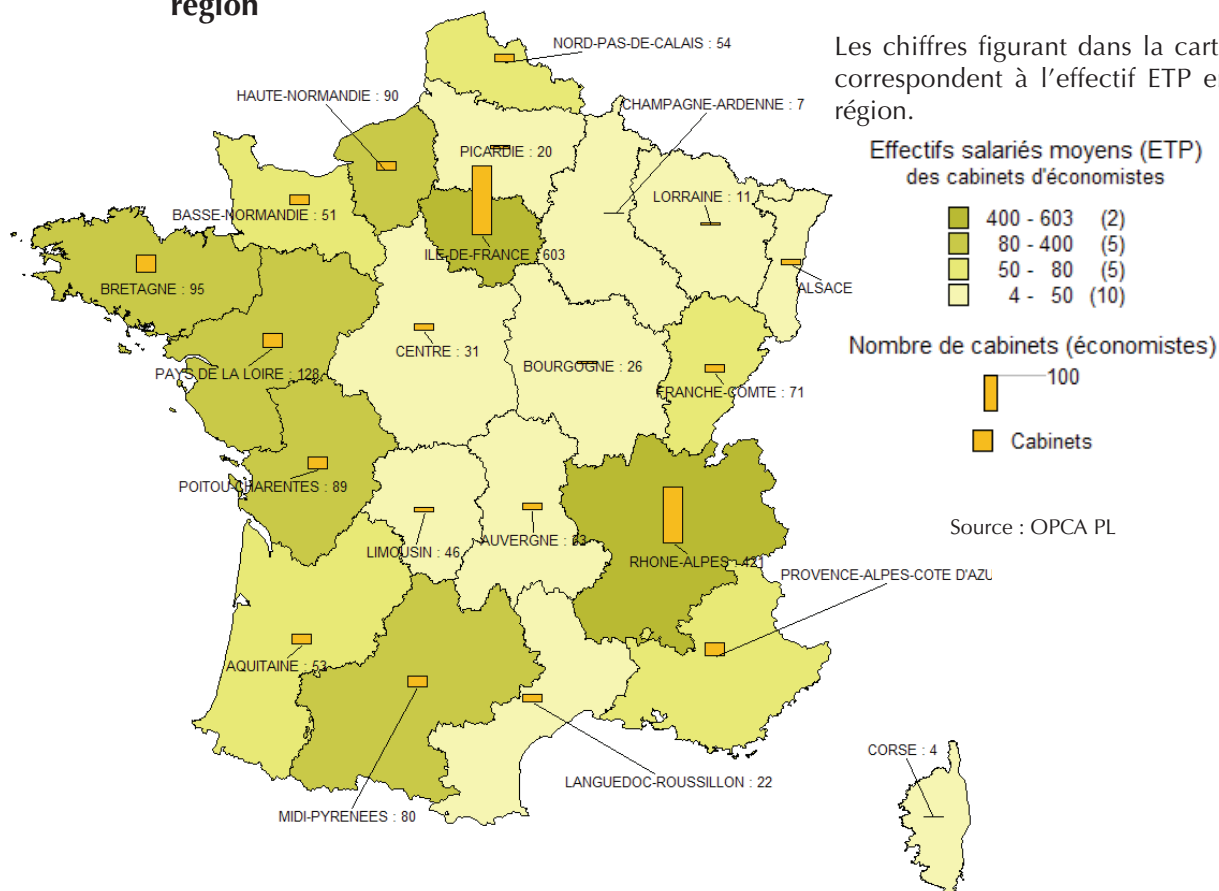 région
Les chiffres figurant dans la cart
correspondent à l'effectif ETP e
région.
NORD-PAS-DE-CALAIS : 54
HAUTE-NORMANDIE : 90
CHAMPAGNE-ARDENNE : 7
PICARDIE : 20
LORRAINE : 11
BASSE-NORMANDIE : 51
ILE-DE-FRANCE : 603
ALSACE
BRETAGNE : 95
CENTRE : 31
BOURGOGNE : 26
PAYS DE LA LOIRE : 128
FRANCHE-COMTE : 71
POITOU-CHARENTES : 89
LIMOUSIN : 46
AUVERGNE :
RHONE-ALPES : 421
PROVENCE-ALPES-COTE D'AZU
AQUITAINE : 53
LANGUEDOC-ROUSSILLON : 22
MIDI-PYRENEES : 80
CORSE : 4
Effectifs salariés moyens (ETP)
des cabinets d'économistes
400 - 603 (2)
80 - 400 (5)
50 - 80 (5)
4 - 50 (10)
Nombre de cabinets (économistes)
100
Cabinets
Source : OPCA PL